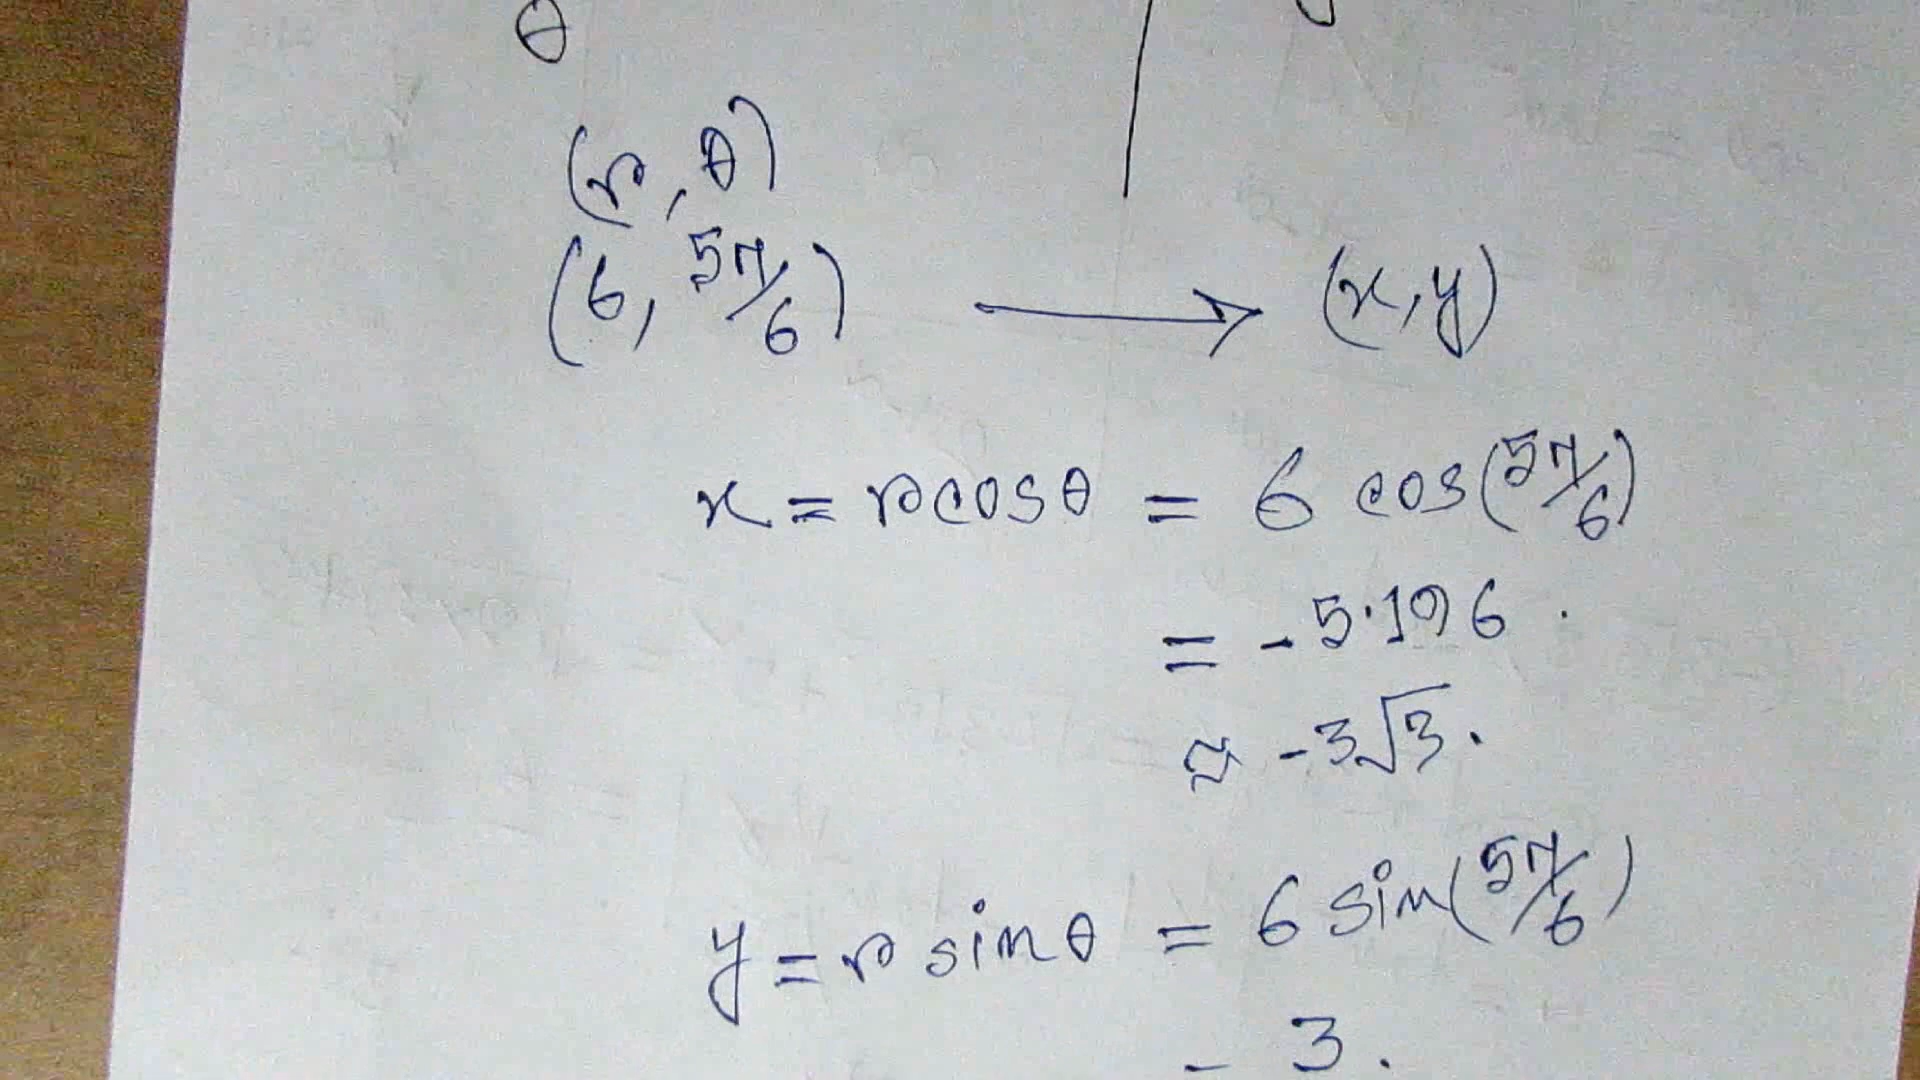 θ
(r, θ)
(6, 5π/6) ⟶ (x, y)
x = r cos θ = 6 cos(5π/6)
= -5.196.
≈ -3√3.
y = r sin θ = 6 sin(5π/6)
3.